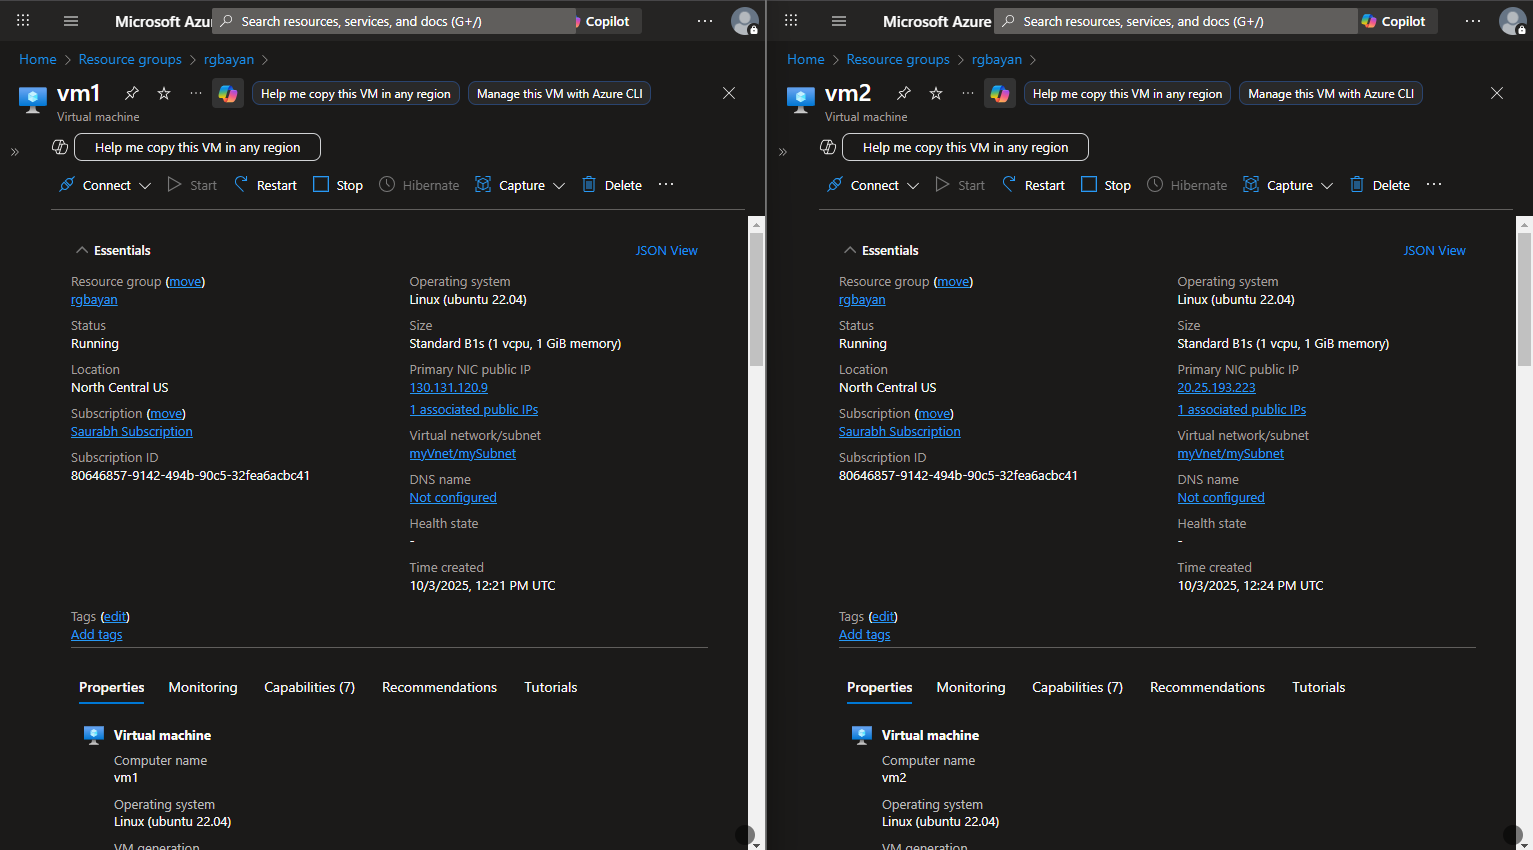 Microsoft Azu
Search resources, services, and docs (G+/)
Copilot
Home > Resource groups > rgbayan >
vm1
Help me copy this VM in any region
Manage this VM with Azure CLI
Virtual machine
Help me copy this VM in any region
Connect
Start
Restart
Stop
Hibernate
Capture
Delete
Essentials
JSON View
Resource group (move)
rgbayan
Status
Running
Location
North Central US
Subscription (move)
Saurabh Subscription
Subscription ID
80646857-9142-494b-90c5-32fea6acbc41
Operating system
Linux (ubuntu 22.04)
Size
Standard B1s (1 vcpu, 1 GiB memory)
Primary NIC public IP
130.131.120.9
1 associated public IPs
Virtual network/subnet
myVnet/mySubnet
DNS name
Not configured
Health state
-
Time created
10/3/2025, 12:21 PM UTC
Tags (edit)
Add tags
Properties
Monitoring
Capabilities (7)
Recommendations
Tutorials
Virtual machine
Computer name
vm1
Operating system
Linux (ubuntu 22.04)
VM generation
Microsoft Azure
Search resources, services, and docs (G+/)
Copilot
Home > Resource groups > rgbayan >
vm2
Help me copy this VM in any region
Manage this VM with Azure CLI
Virtual machine
Help me copy this VM in any region
Connect
Start
Restart
Stop
Hibernate
Capture
Delete
Essentials
JSON View
Resource group (move)
rgbayan
Status
Running
Location
North Central US
Subscription (move)
Saurabh Subscription
Subscription ID
80646857-9142-494b-90c5-32fea6acbc41
Operating system
Linux (ubuntu 22.04)
Size
Standard B1s (1 vcpu, 1 GiB memory)
Primary NIC public IP
20.25.193.223
1 associated public IPs
Virtual network/subnet
myVnet/mySubnet
DNS name
Not configured
Health state
-
Time created
10/3/2025, 12:24 PM UTC
Tags (edit)
Add tags
Properties
Monitoring
Capabilities (7)
Recommendations
Tutorials
Virtual machine
Computer name
vm2
Operating system
Linux (ubuntu 22.04)
VM generation